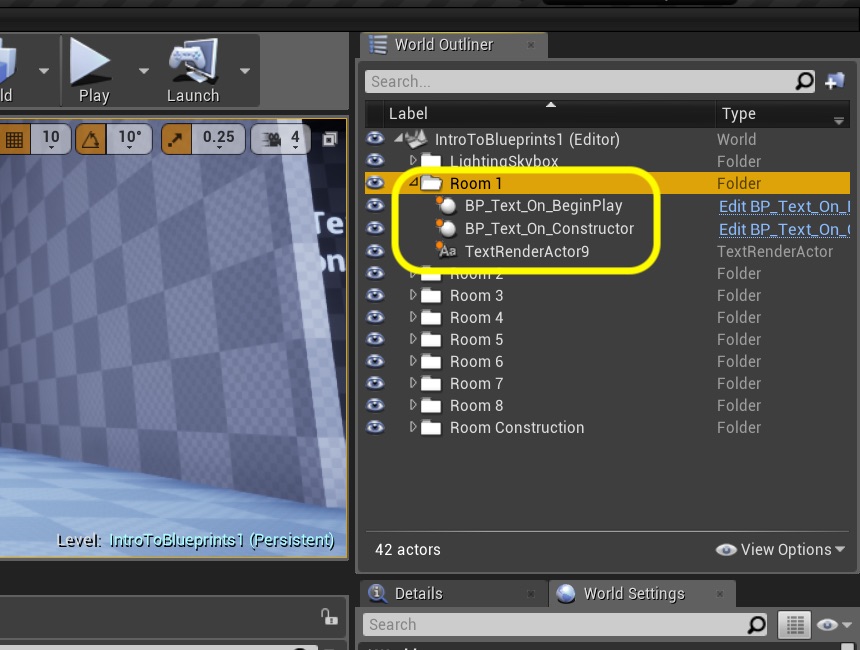 World Outliner
ld
Play
Launch
Search...
Label Type
10 10° 0.25 4
IntroToBlueprints1 (Editor) World
LightingSkybox Folder
Room 1 Folder
BP_Text_On_BeginPlay Edit BP_Text_On_
BP_Text_On_Constructor Edit BP_Text_On_
Aa TextRenderActor9 TextRenderActor
Room 2 Folder
Room 3 Folder
Room 4 Folder
Room 5 Folder
Room 6 Folder
Room 7 Folder
Room 8 Folder
Room Construction Folder
Te
on
Level: IntroToBlueprints1 (Persistent)
42 actors View Options
Details World Settings
Search